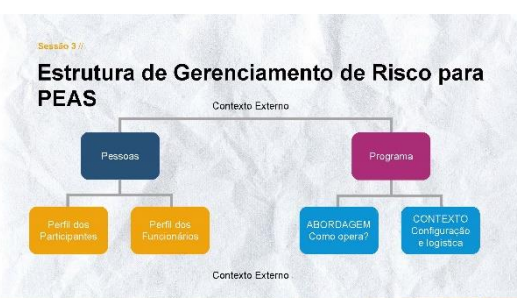 Sessão 3 //
Estrutura de Gerenciamento de Risco para
PEAS
Contexto Externo
Pessoas
Programa
Perfil dos
Participantes
Perfil dos
Funcionários
ABORDAGEM
Como opera?
CONTEXTO
Configuração
e logística
Contexto Externo